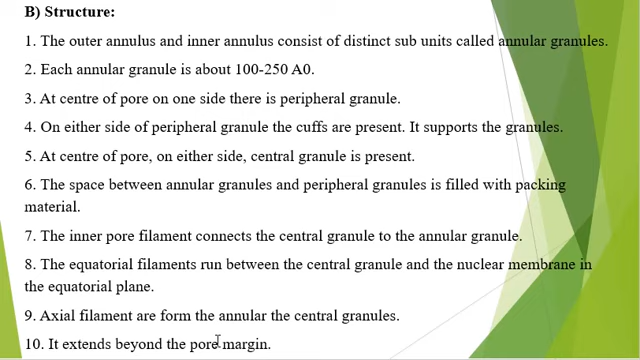 B) Structure:
1. The outer annulus and inner annulus consist of distinct sub units called annular granules.
2. Each annular granule is about 100-250 A0.
3. At centre of pore on one side there is peripheral granule.
4. On either side of peripheral granule the cuffs are present. It supports the granules.
5. At centre of pore, on either side, central granule is present.
6. The space between annular granules and peripheral granules is filled with packing
material.
7. The inner pore filament connects the central granule to the annular granule.
8. The equatorial filaments run between the central granule and the nuclear membrane in
the equatorial plane.
9. Axial filament are form the annular the central granules.
10. It extends beyond the pore margin.